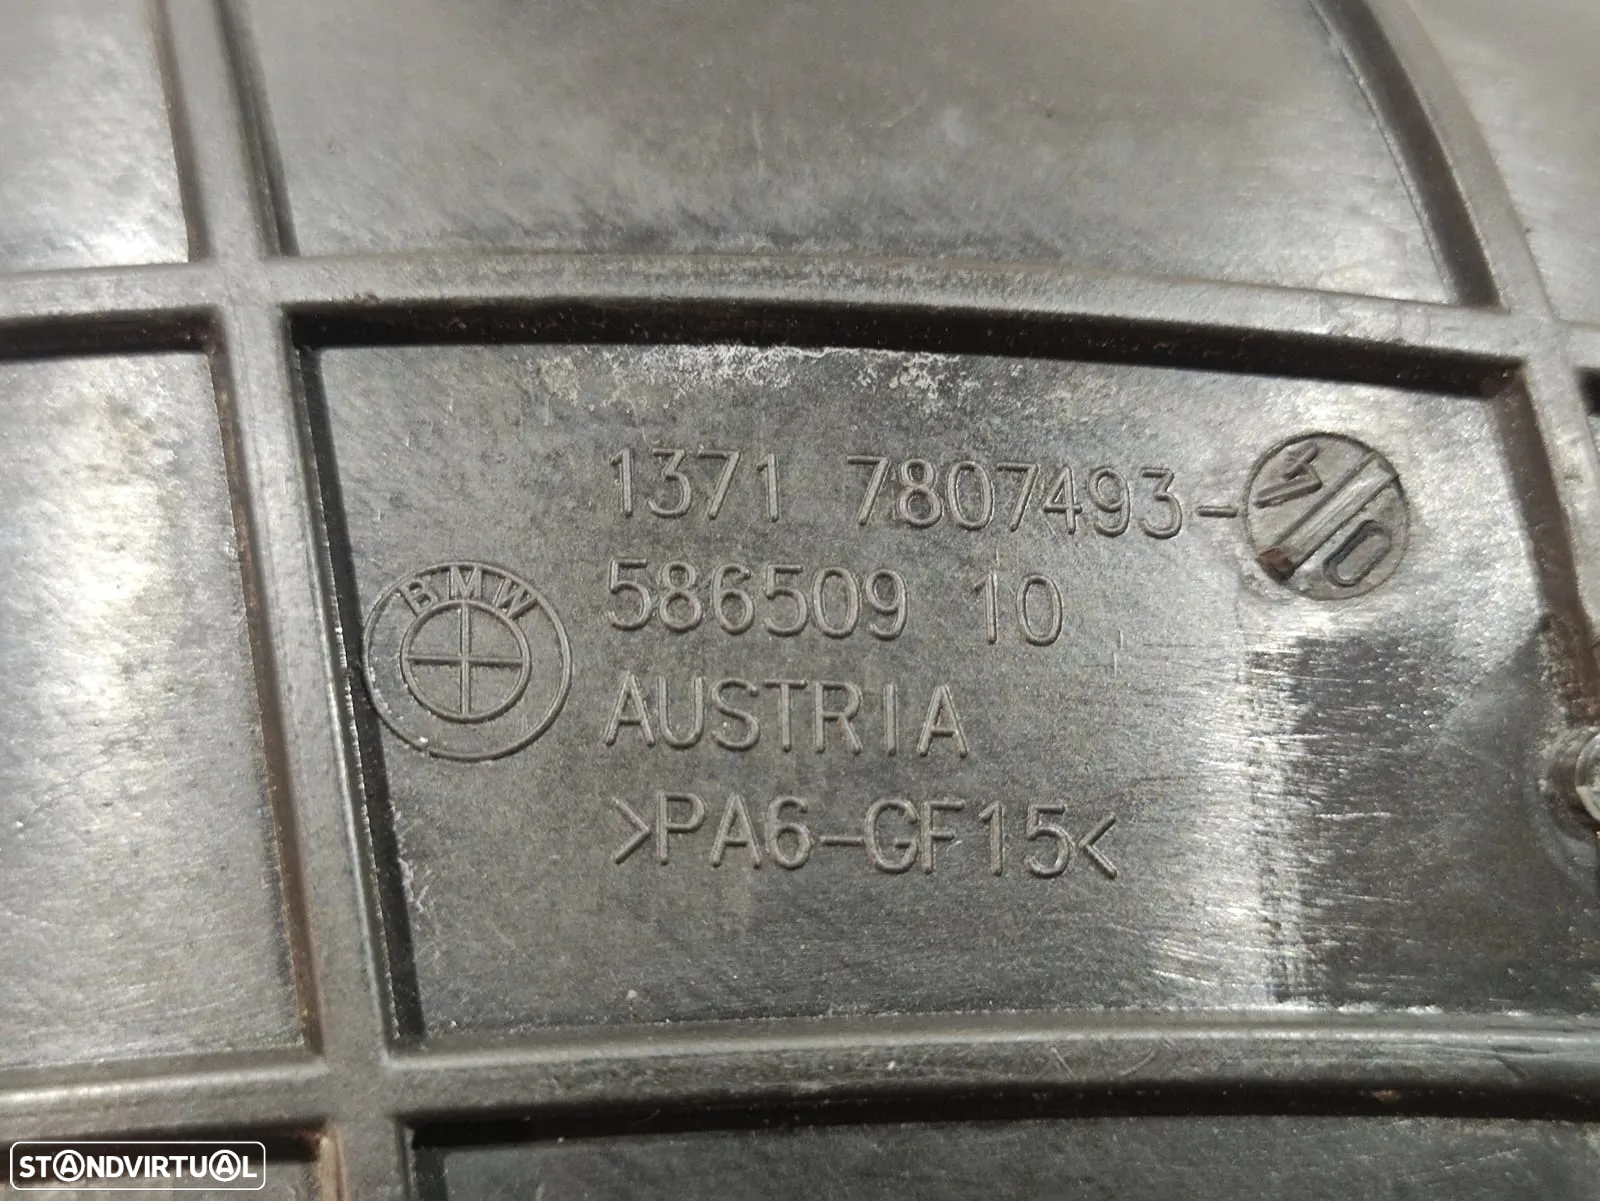 1371 7807493-
BMW
586509 10
AUSTRIA
>PA6-GF15<
STANDVIRTUAL